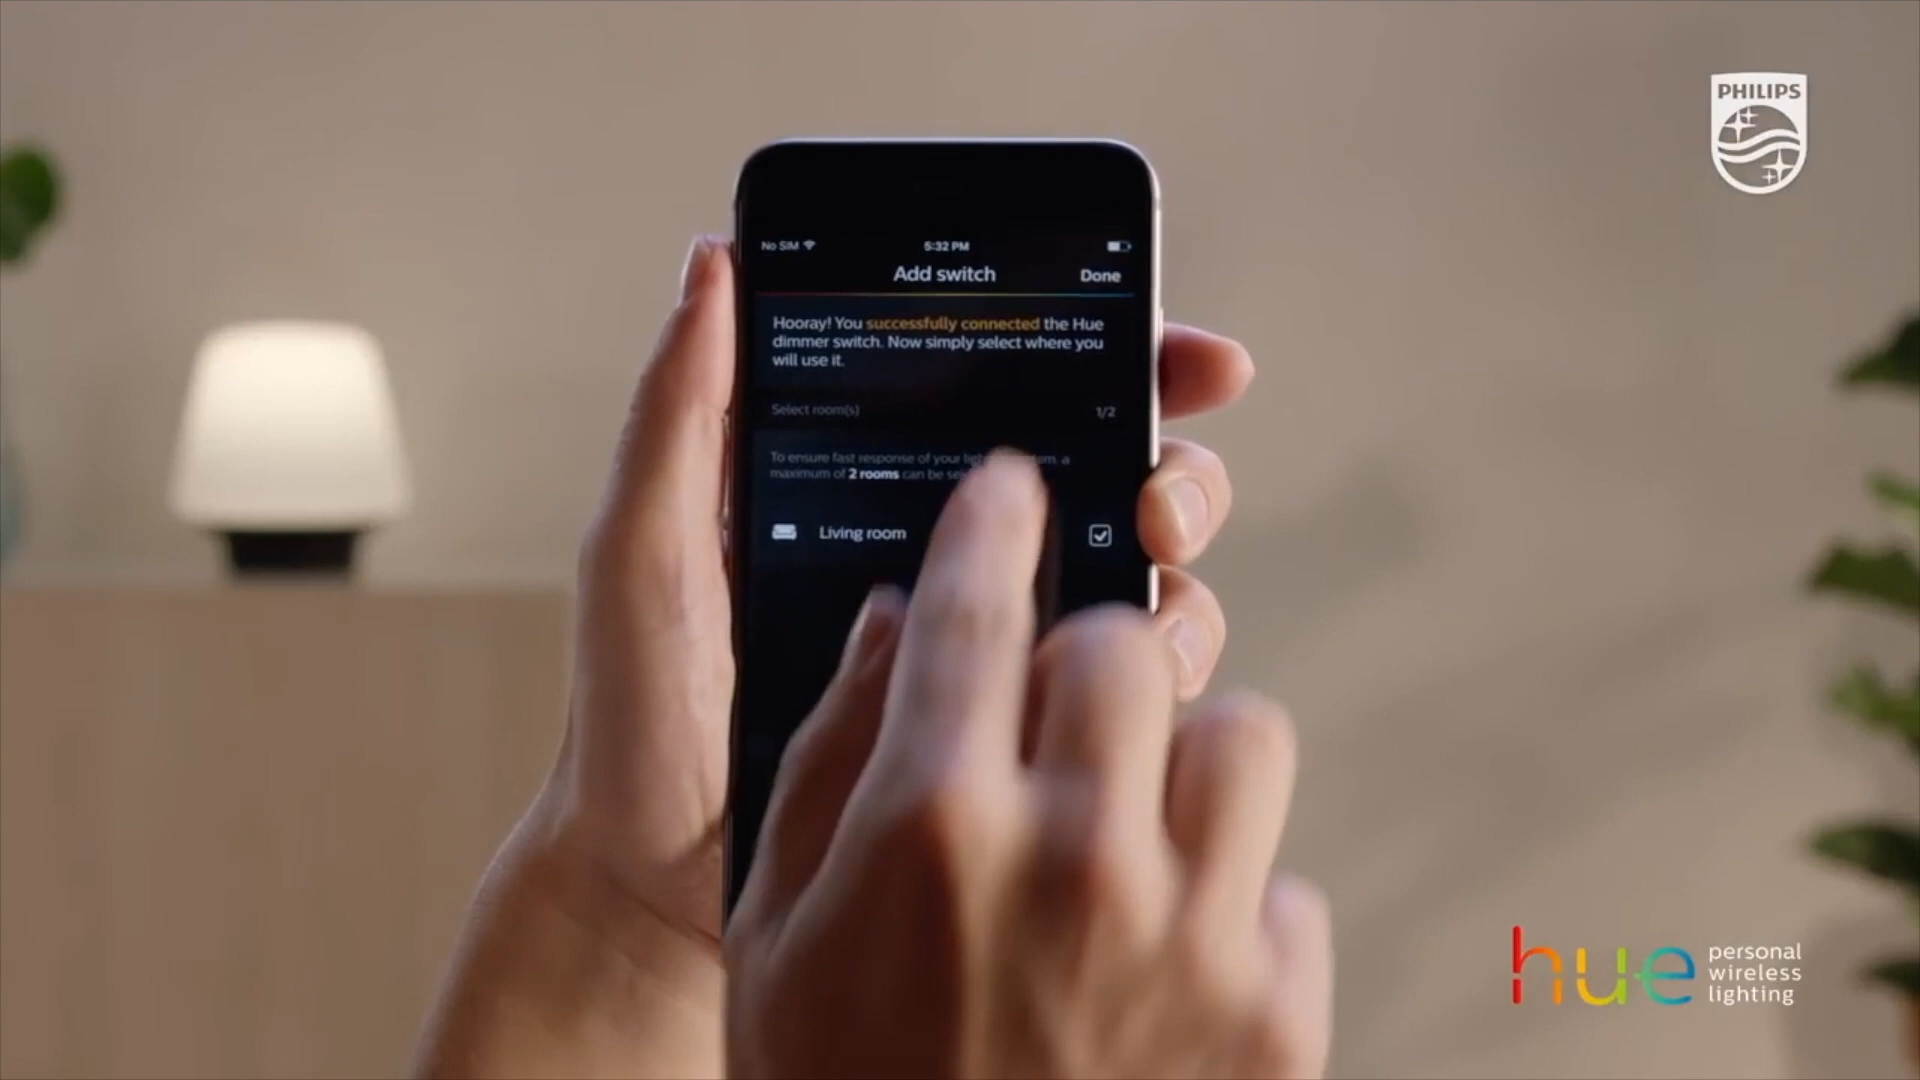 PHILIPS
No SIM
5:32 PM
Add switch
Done
Hooray! You successfully connected the Hue
dimmer switch. Now simply select where you
will use it.
Select room(s)
1/2
To ensure fast response of your a
maximum of 2 rooms can be
Living room
hue personal
wireless
lighting